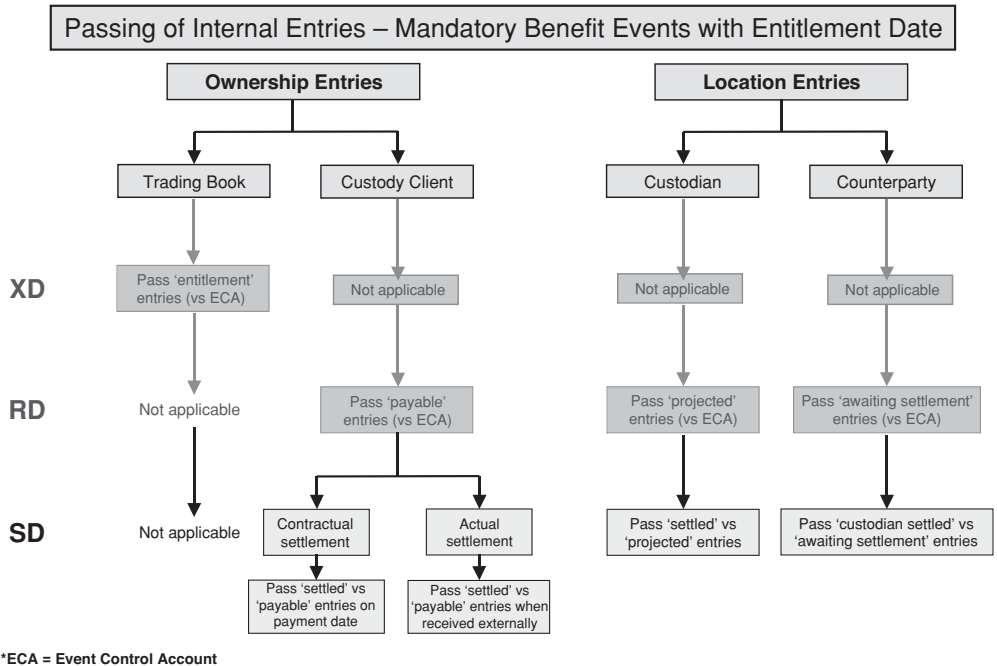 Passing of Internal Entries – Mandatory Benefit Events with Entitlement Date
Ownership Entries
Location Entries
Trading Book
Custody Client
Custodian
Counterparty
XD
Pass ‘entitlement’
entries (vs ECA)
Not applicable
Not applicable
Not applicable
RD
Not applicable
Pass ‘payable’
entries (vs ECA)
Pass ‘projected’
entries (vs ECA)
Pass ‘awaiting settlement’
entries (vs ECA)
SD
Not applicable
Contractual
settlement
Actual
settlement
Pass ‘settled’ vs
‘projected’ entries
Pass ‘custodian settled’ vs
‘awaiting settlement’ entries
Pass ‘settled’ vs
‘payable’ entries on
payment date
Pass ‘settled’ vs
‘payable’ entries when
received externally
*ECA = Event Control Account